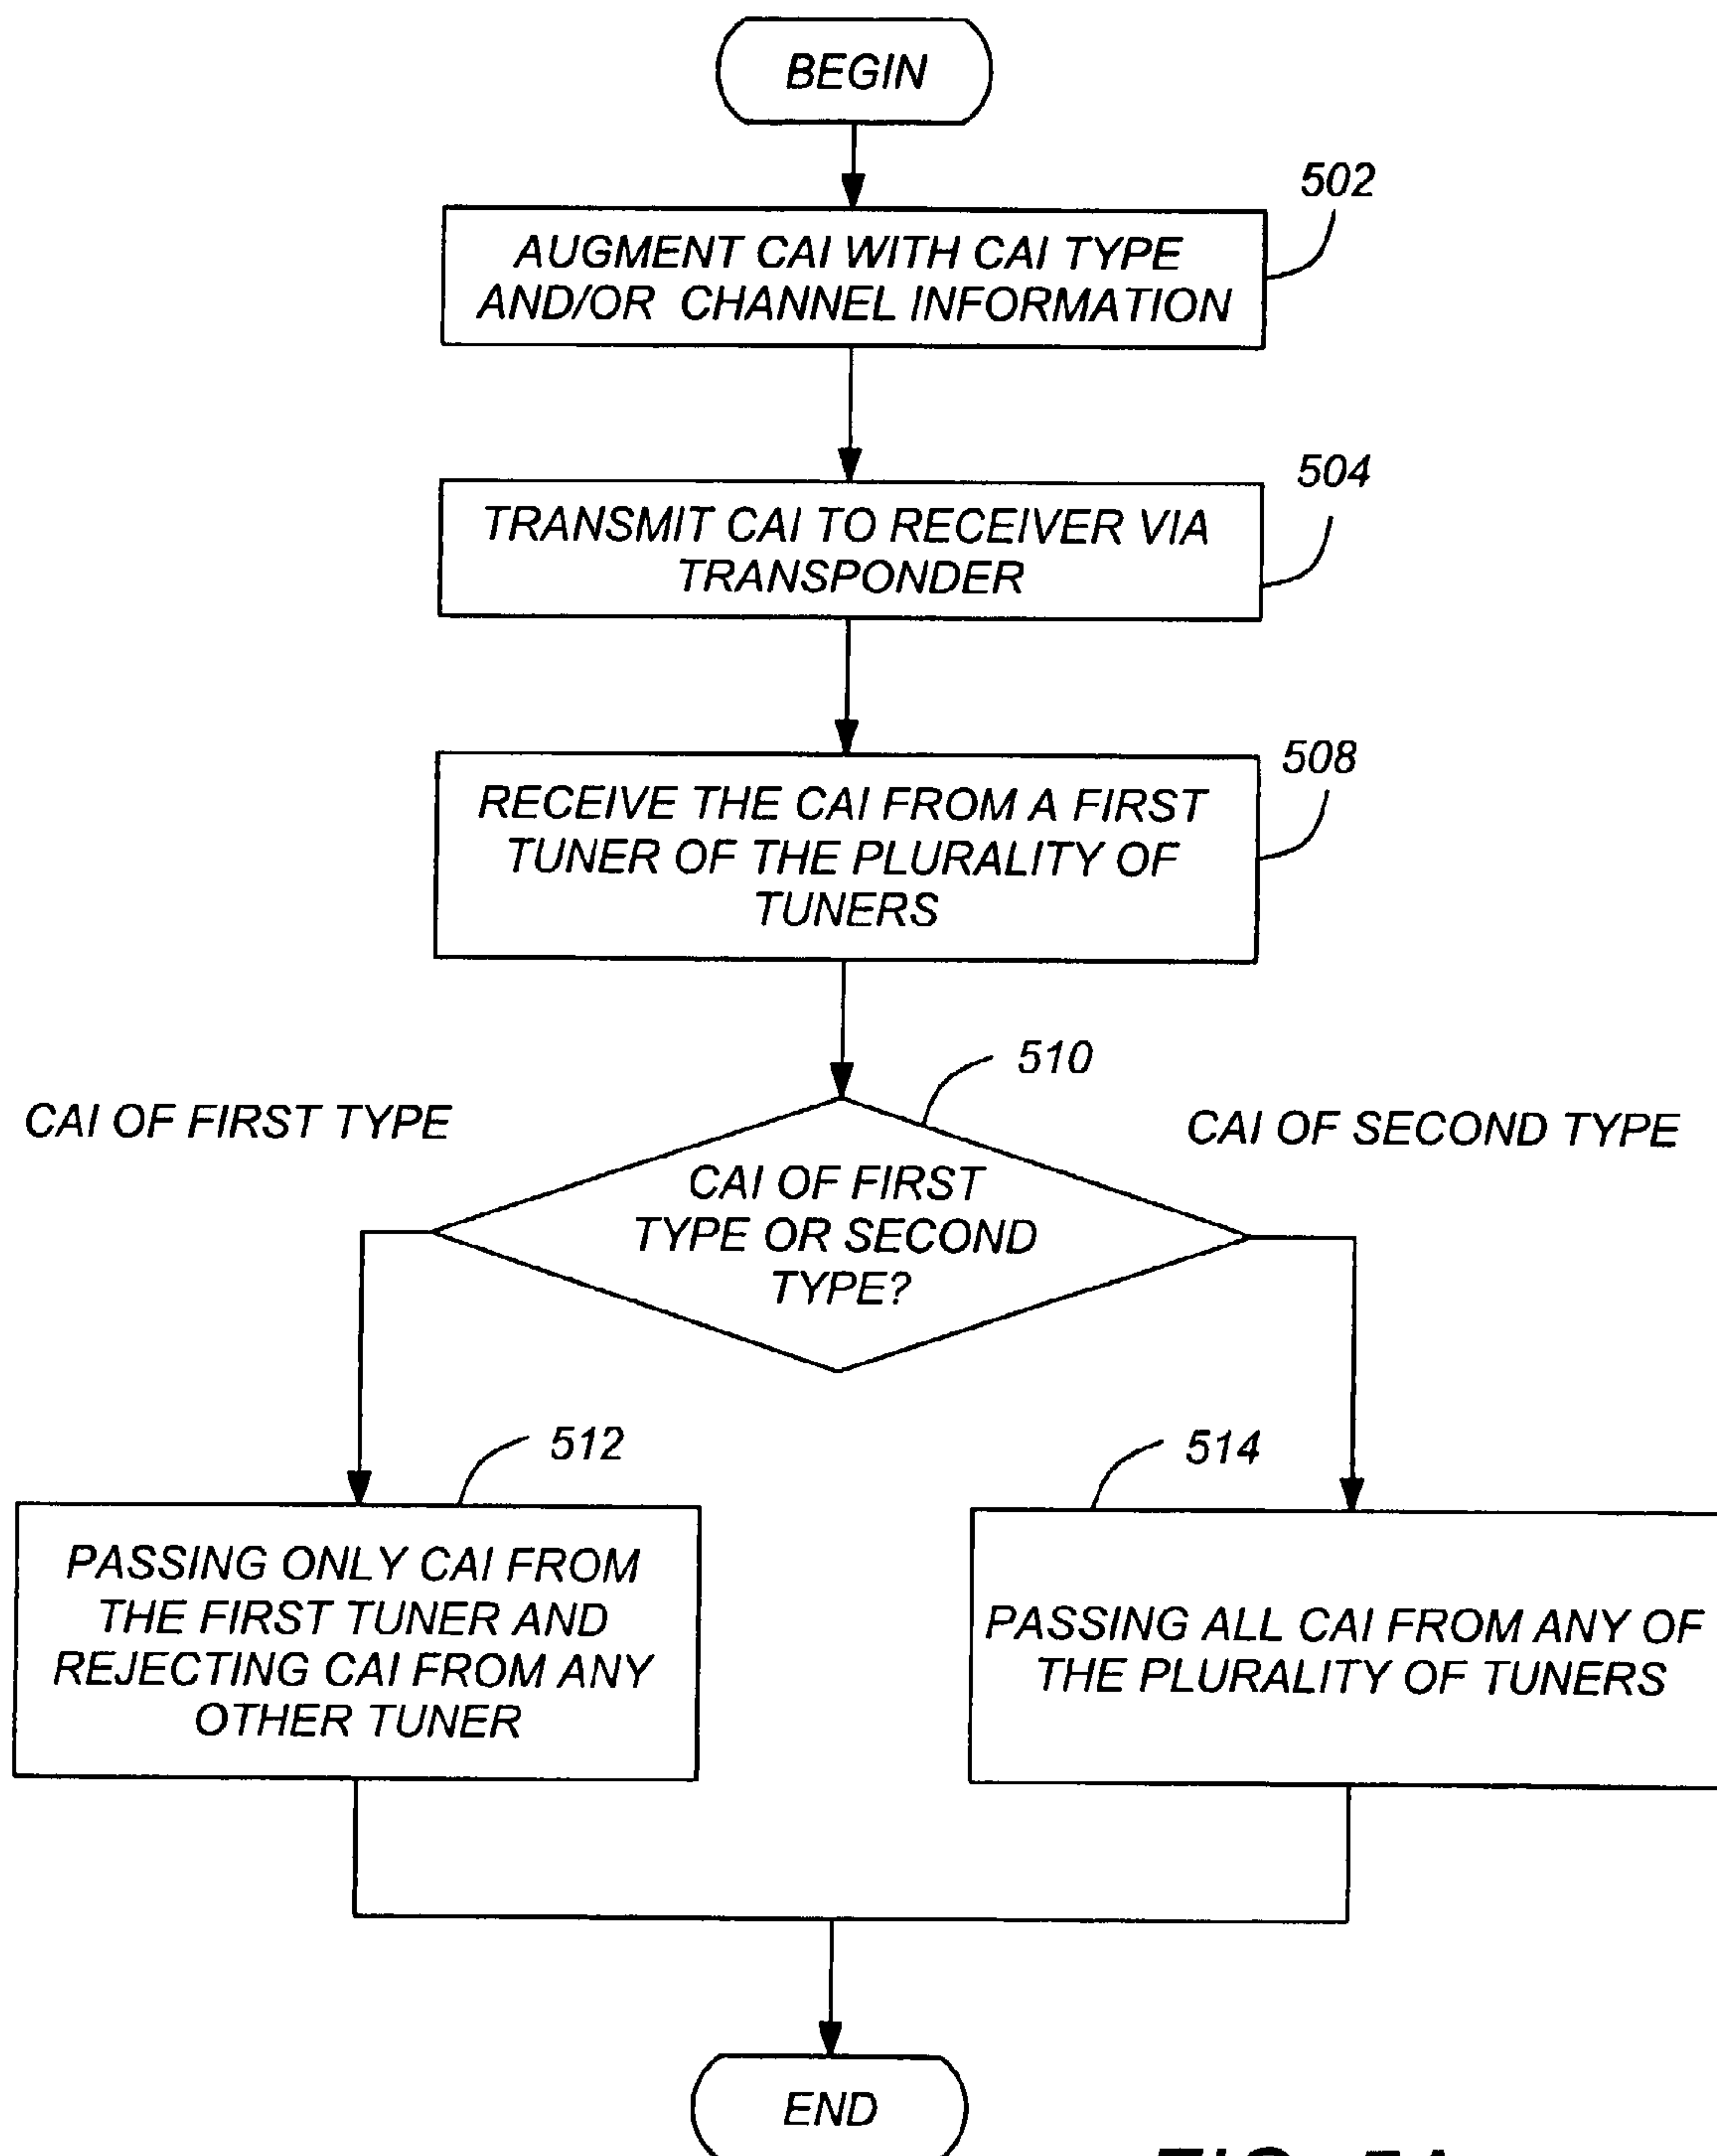 BEGIN
502
AUGMENT CAI WITH CAI TYPE
AND/OR CHANNEL INFORMATION
504
TRANSMIT CAI TO RECEIVER VIA
TRANSPONDER
508
RECEIVE THE CAI FROM A FIRST
TUNER OF THE PLURALITY OF
TUNERS
510
CAI OF FIRST TYPE
CAI OF SECOND TYPE
CAI OF FIRST
TYPE OR SECOND
TYPE?
512
514
PASSING ONLY CAI FROM
THE FIRST TUNER AND
REJECTING CAI FROM ANY
OTHER TUNER
PASSING ALL CAI FROM ANY OF
THE PLURALITY OF TUNERS
END